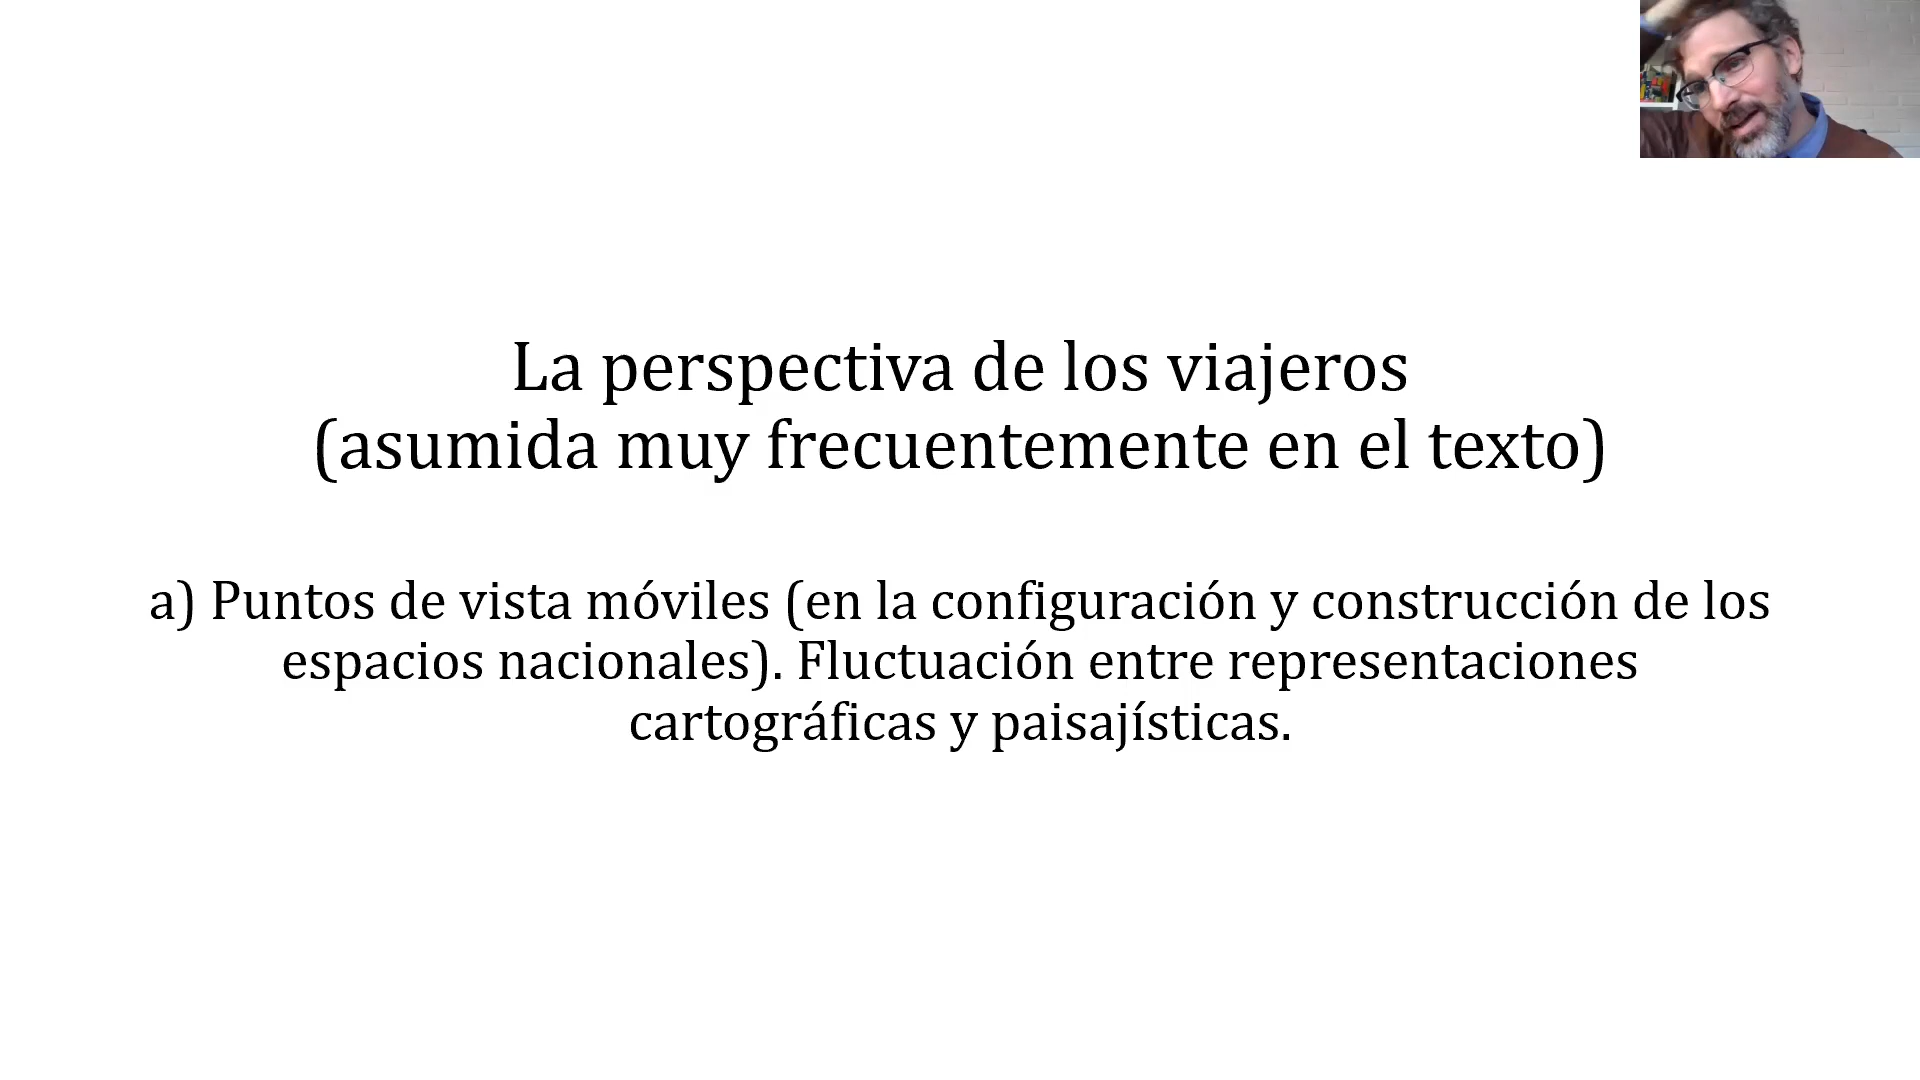 La perspectiva de los viajeros
(asumida muy frecuentemente en el texto)
a) Puntos de vista móviles (en la configuración y construcción de los
espacios nacionales). Fluctuación entre representaciones
cartográficas y paisajísticas.